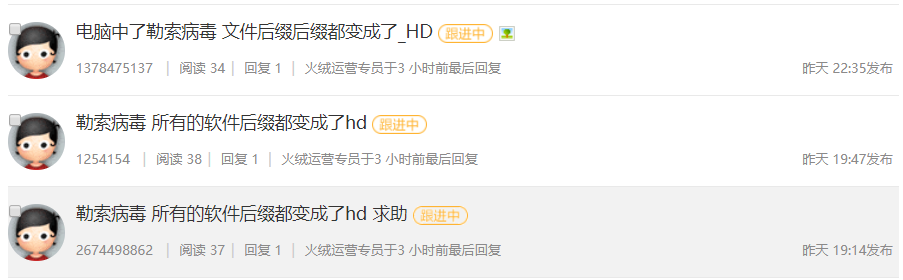 电脑中了勒索病毒 文件后缀后缀都变成了_HD 跟进中
1378475137 | 阅读 34 | 回复 1 | 火绒运营专员于3 小时前最后回复 昨天 22:35发布
勒索病毒 所有的软件后缀都变成了hd 跟进中
1254154 | 阅读 38 | 回复 1 | 火绒运营专员于3 小时前最后回复 昨天 19:47发布
勒索病毒 所有的软件后缀都变成了hd 求助 跟进中
2674498862 | 阅读 37 | 回复 1 | 火绒运营专员于3 小时前最后回复 昨天 19:14发布